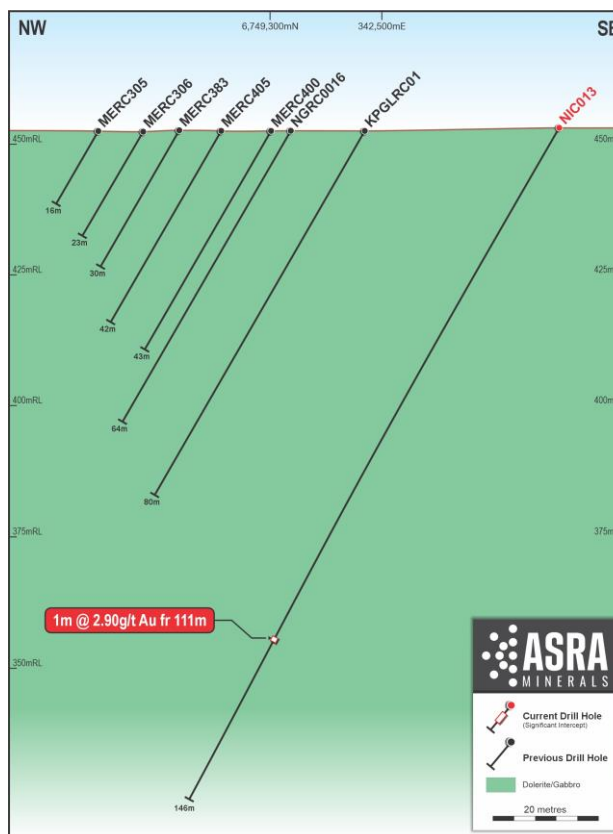 NW
6,749,300mN
342,500mE
SE
MERC305
MERC306
MERC383
MERC405
MERC400
NGRC0016
KPGLRC01
NIC013
450mRL
450m
16m
23m
425mRL
30m
425m
42m
43m
400mRL
400m
64m
80m
375mRL
375m
1m @ 2.90g/t Au fr 111m
350mRL
146m
ASRA
MINERALS
Current Drill Hole
(Significant Intercept)
Previous Drill Hole
Dolerite/Gabbro
20 metres